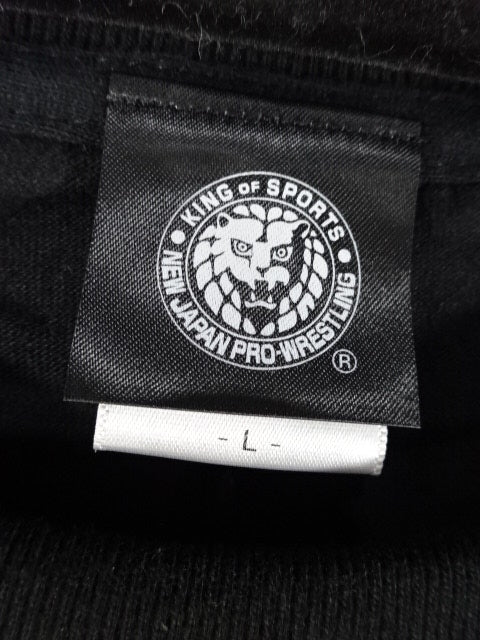 KING OF SPORTS
NEW JAPAN PRO-WRESTLING
®
- L -